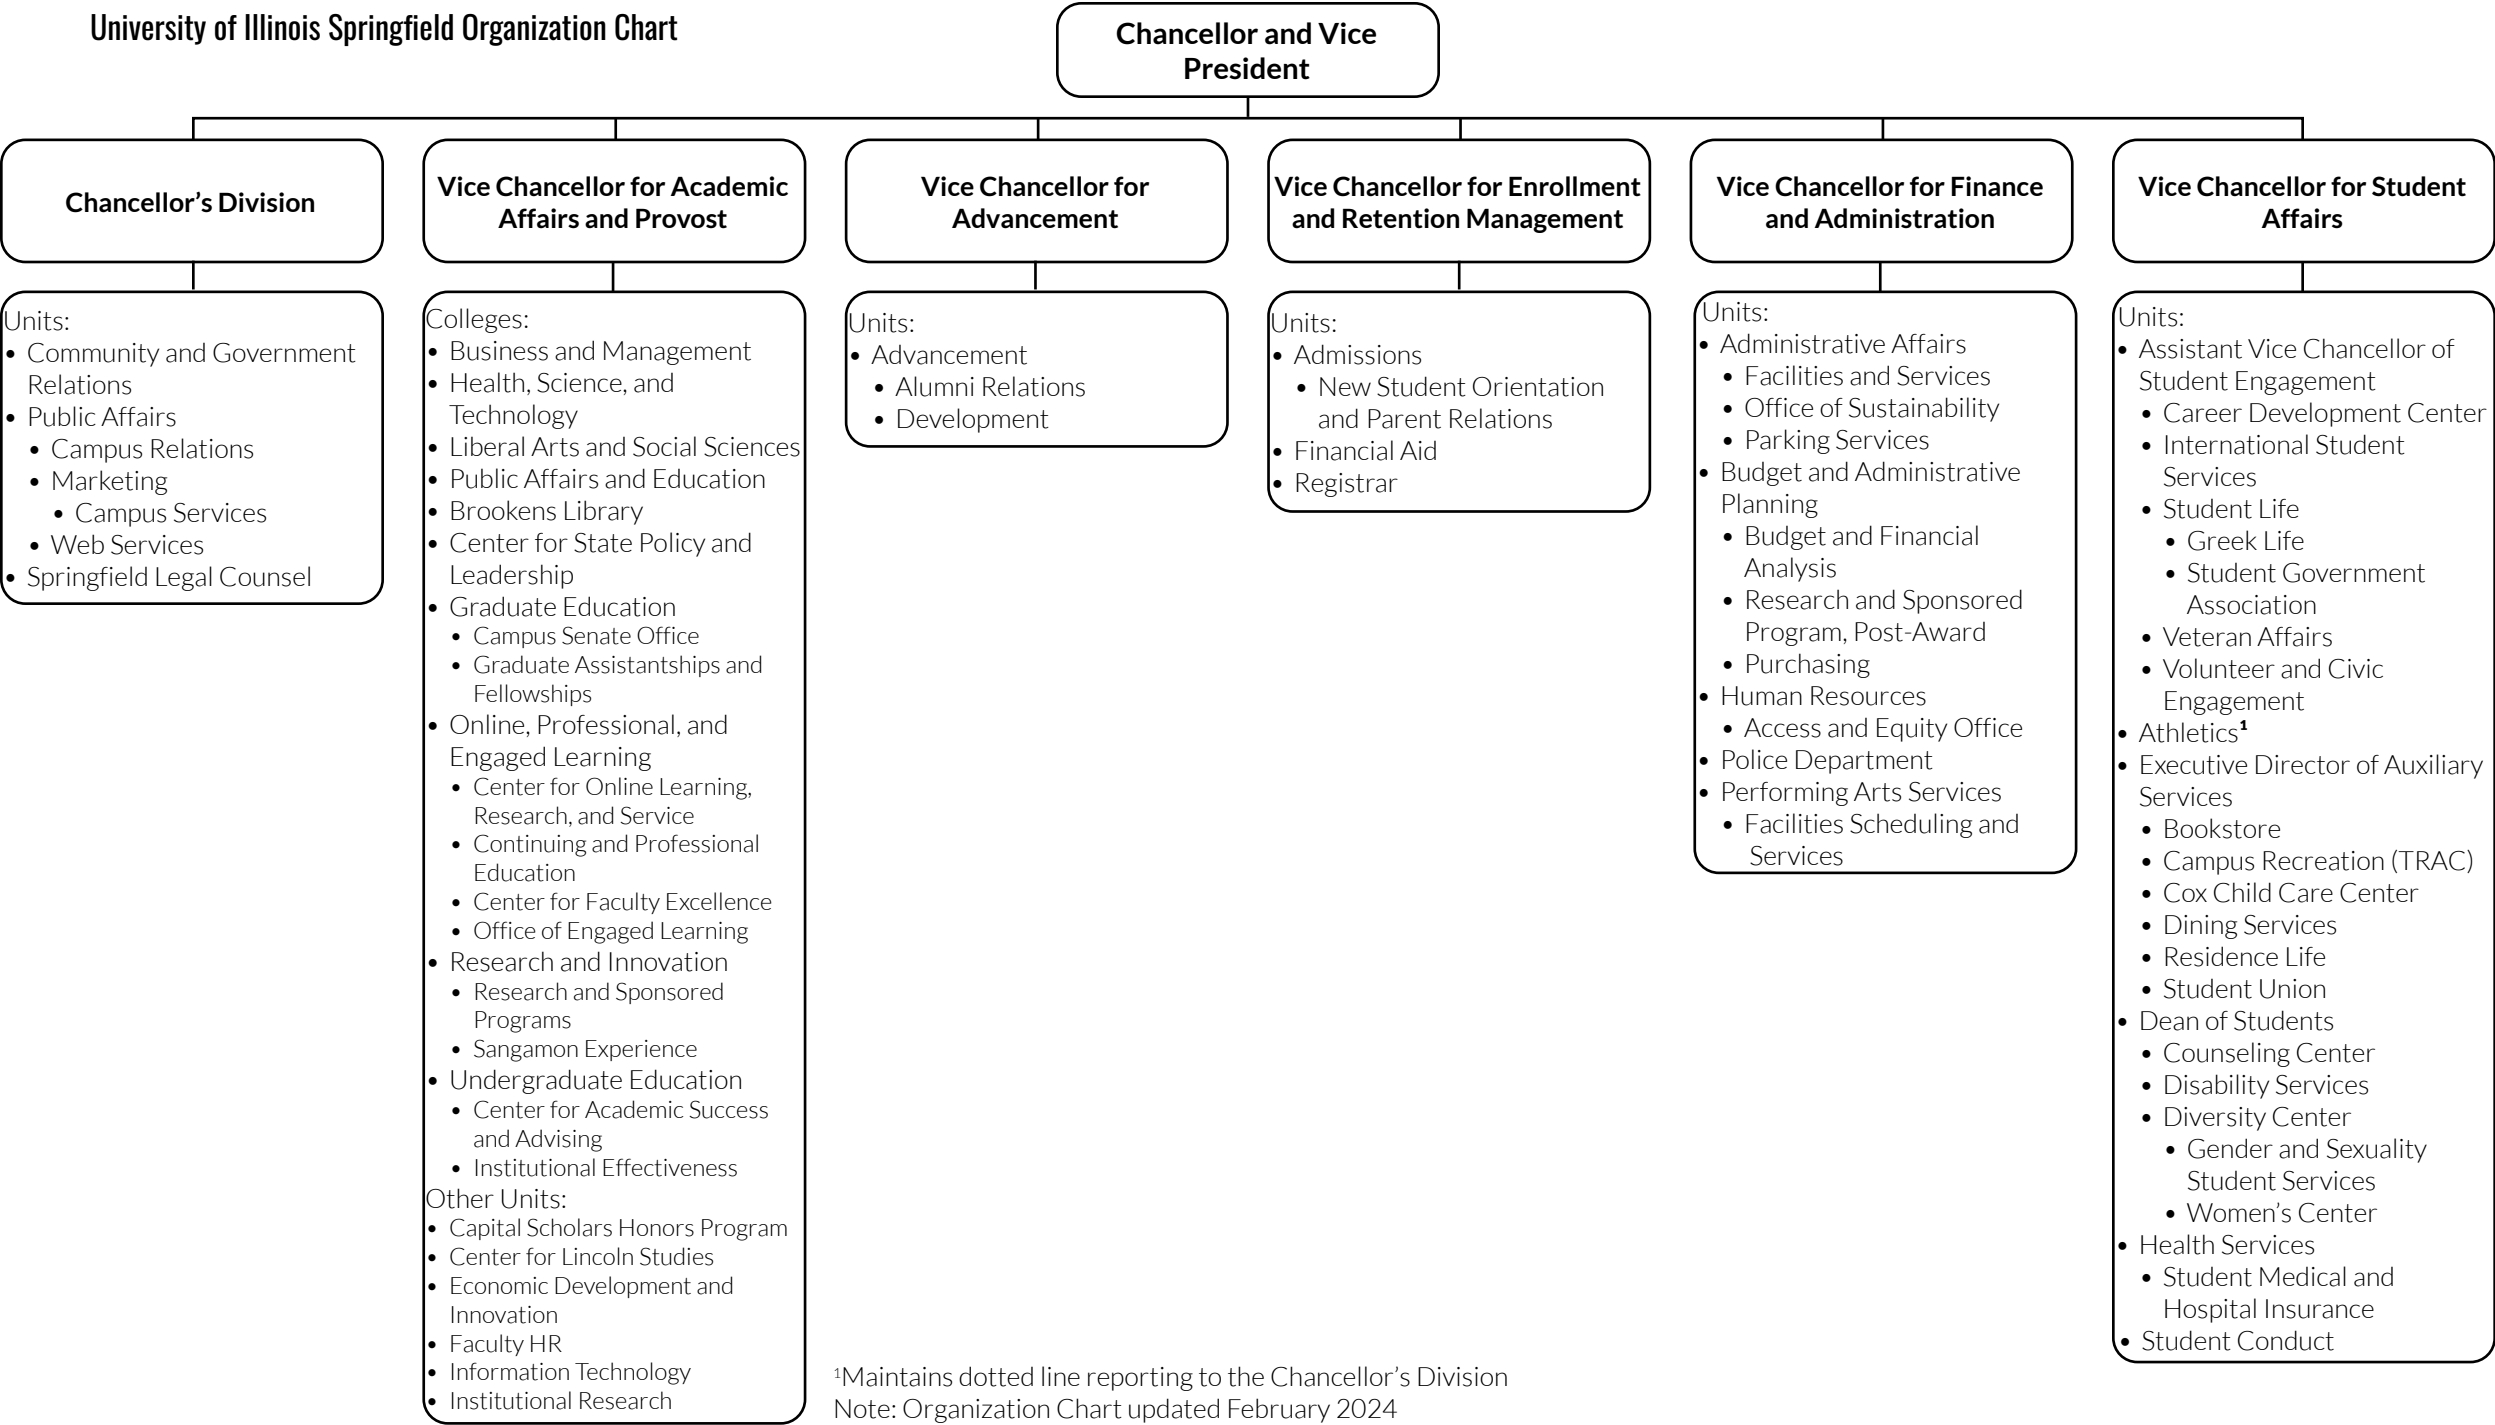 University of Illinois Springfield Organization Chart
Chancellor and Vice
President
Chancellor’s Division
Units:
• Community and Government
Relations
• Public Affairs
• Campus Relations
• Marketing
• Campus Services
• Web Services
• Springfield Legal Counsel
Vice Chancellor for Academic
Affairs and Provost
Colleges:
• Business and Management
• Health, Science, and
Technology
• Liberal Arts and Social Sciences
• Public Affairs and Education
• Brookens Library
• Center for State Policy and
Leadership
• Graduate Education
• Campus Senate Office
• Graduate Assistantships and
Fellowships
• Online, Professional, and
Engaged Learning
• Center for Online Learning,
Research, and Service
• Continuing and Professional
Education
• Center for Faculty Excellence
• Office of Engaged Learning
• Research and Innovation
• Research and Sponsored
Programs
• Sangamon Experience
• Undergraduate Education
• Center for Academic Success
and Advising
• Institutional Effectiveness
Other Units:
• Capital Scholars Honors Program
• Center for Lincoln Studies
• Economic Development and
Innovation
• Faculty HR
• Information Technology
• Institutional Research
Vice Chancellor for
Advancement
Units:
• Advancement
• Alumni Relations
• Development
Vice Chancellor for Enrollment
and Retention Management
Units:
• Admissions
• New Student Orientation
and Parent Relations
• Financial Aid
• Registrar
Vice Chancellor for Finance
and Administration
Units:
• Administrative Affairs
• Facilities and Services
• Office of Sustainability
• Parking Services
• Budget and Administrative
Planning
• Budget and Financial
Analysis
• Research and Sponsored
Program, Post-Award
• Purchasing
• Human Resources
• Access and Equity Office
• Police Department
• Performing Arts Services
• Facilities Scheduling and
Services
Vice Chancellor for Student
Affairs
Units:
• Assistant Vice Chancellor of
Student Engagement
• Career Development Center
• International Student
Services
• Student Life
• Greek Life
• Student Government
Association
• Veteran Affairs
• Volunteer and Civic
Engagement
• Athletics¹
• Executive Director of Auxiliary
Services
• Bookstore
• Campus Recreation (TRAC)
• Cox Child Care Center
• Dining Services
• Residence Life
• Student Union
• Dean of Students
• Counseling Center
• Disability Services
• Diversity Center
• Gender and Sexuality
Student Services
• Women’s Center
• Health Services
• Student Medical and
Hospital Insurance
• Student Conduct
¹Maintains dotted line reporting to the Chancellor’s Division
Note: Organization Chart updated February 2024